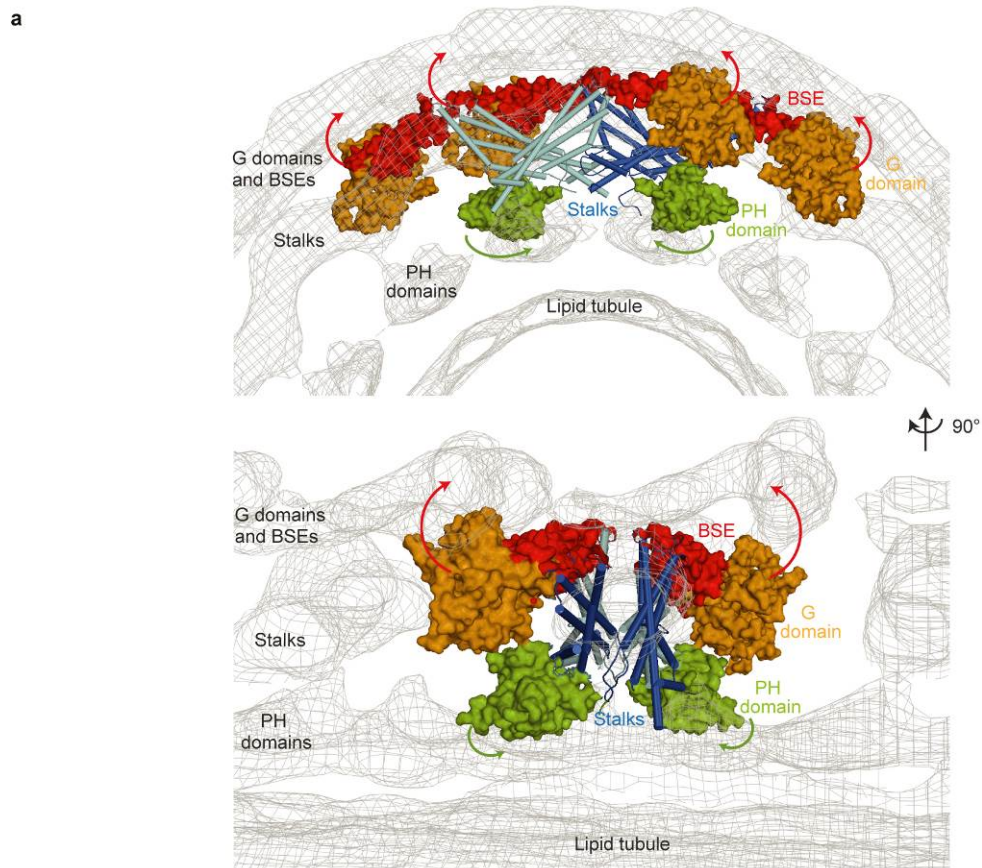 a
BSE
G domains
and BSEs
G
domain
Stalks
Stalks
PH
domain
PH
domains
Lipid tubule
90°
G domains
and BSEs
BSE
G
domain
Stalks
PH
domain
Stalks
PH
domains
Lipid tubule